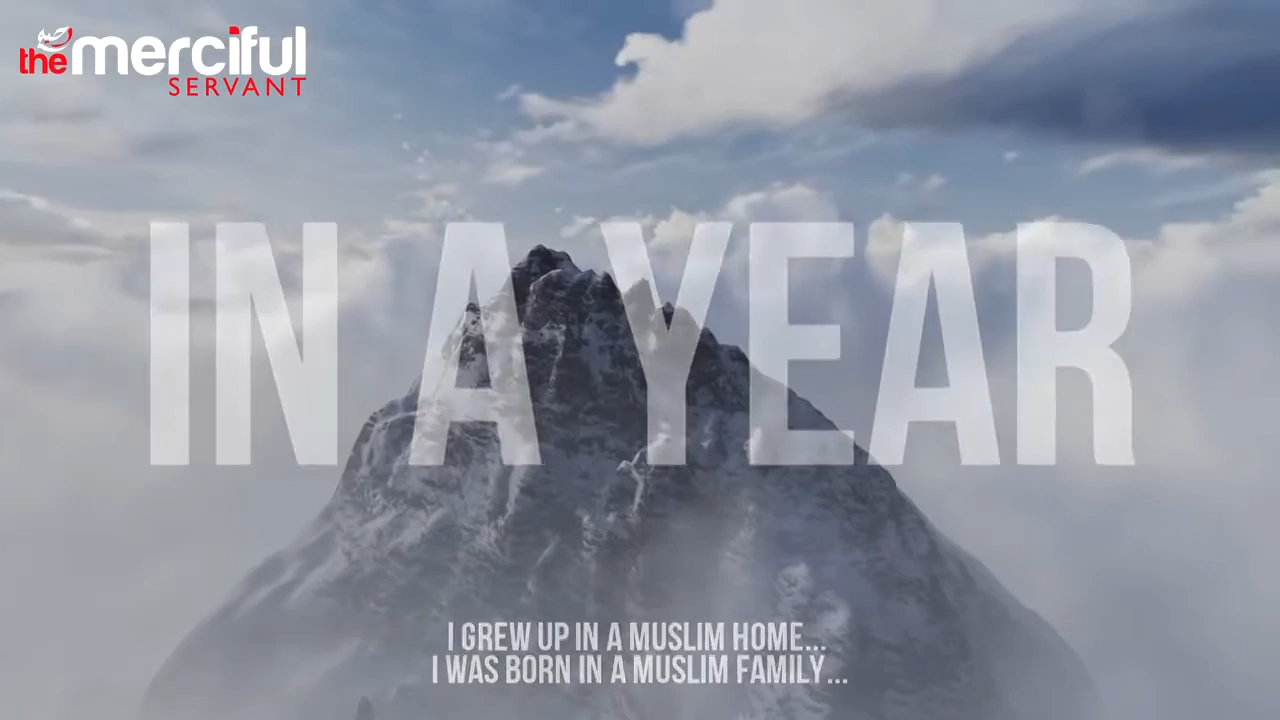 the merciful
SERVANT
IN A YEAR
I GREW UP IN A MUSLIM HOME...
I WAS BORN IN A MUSLIM FAMILY...